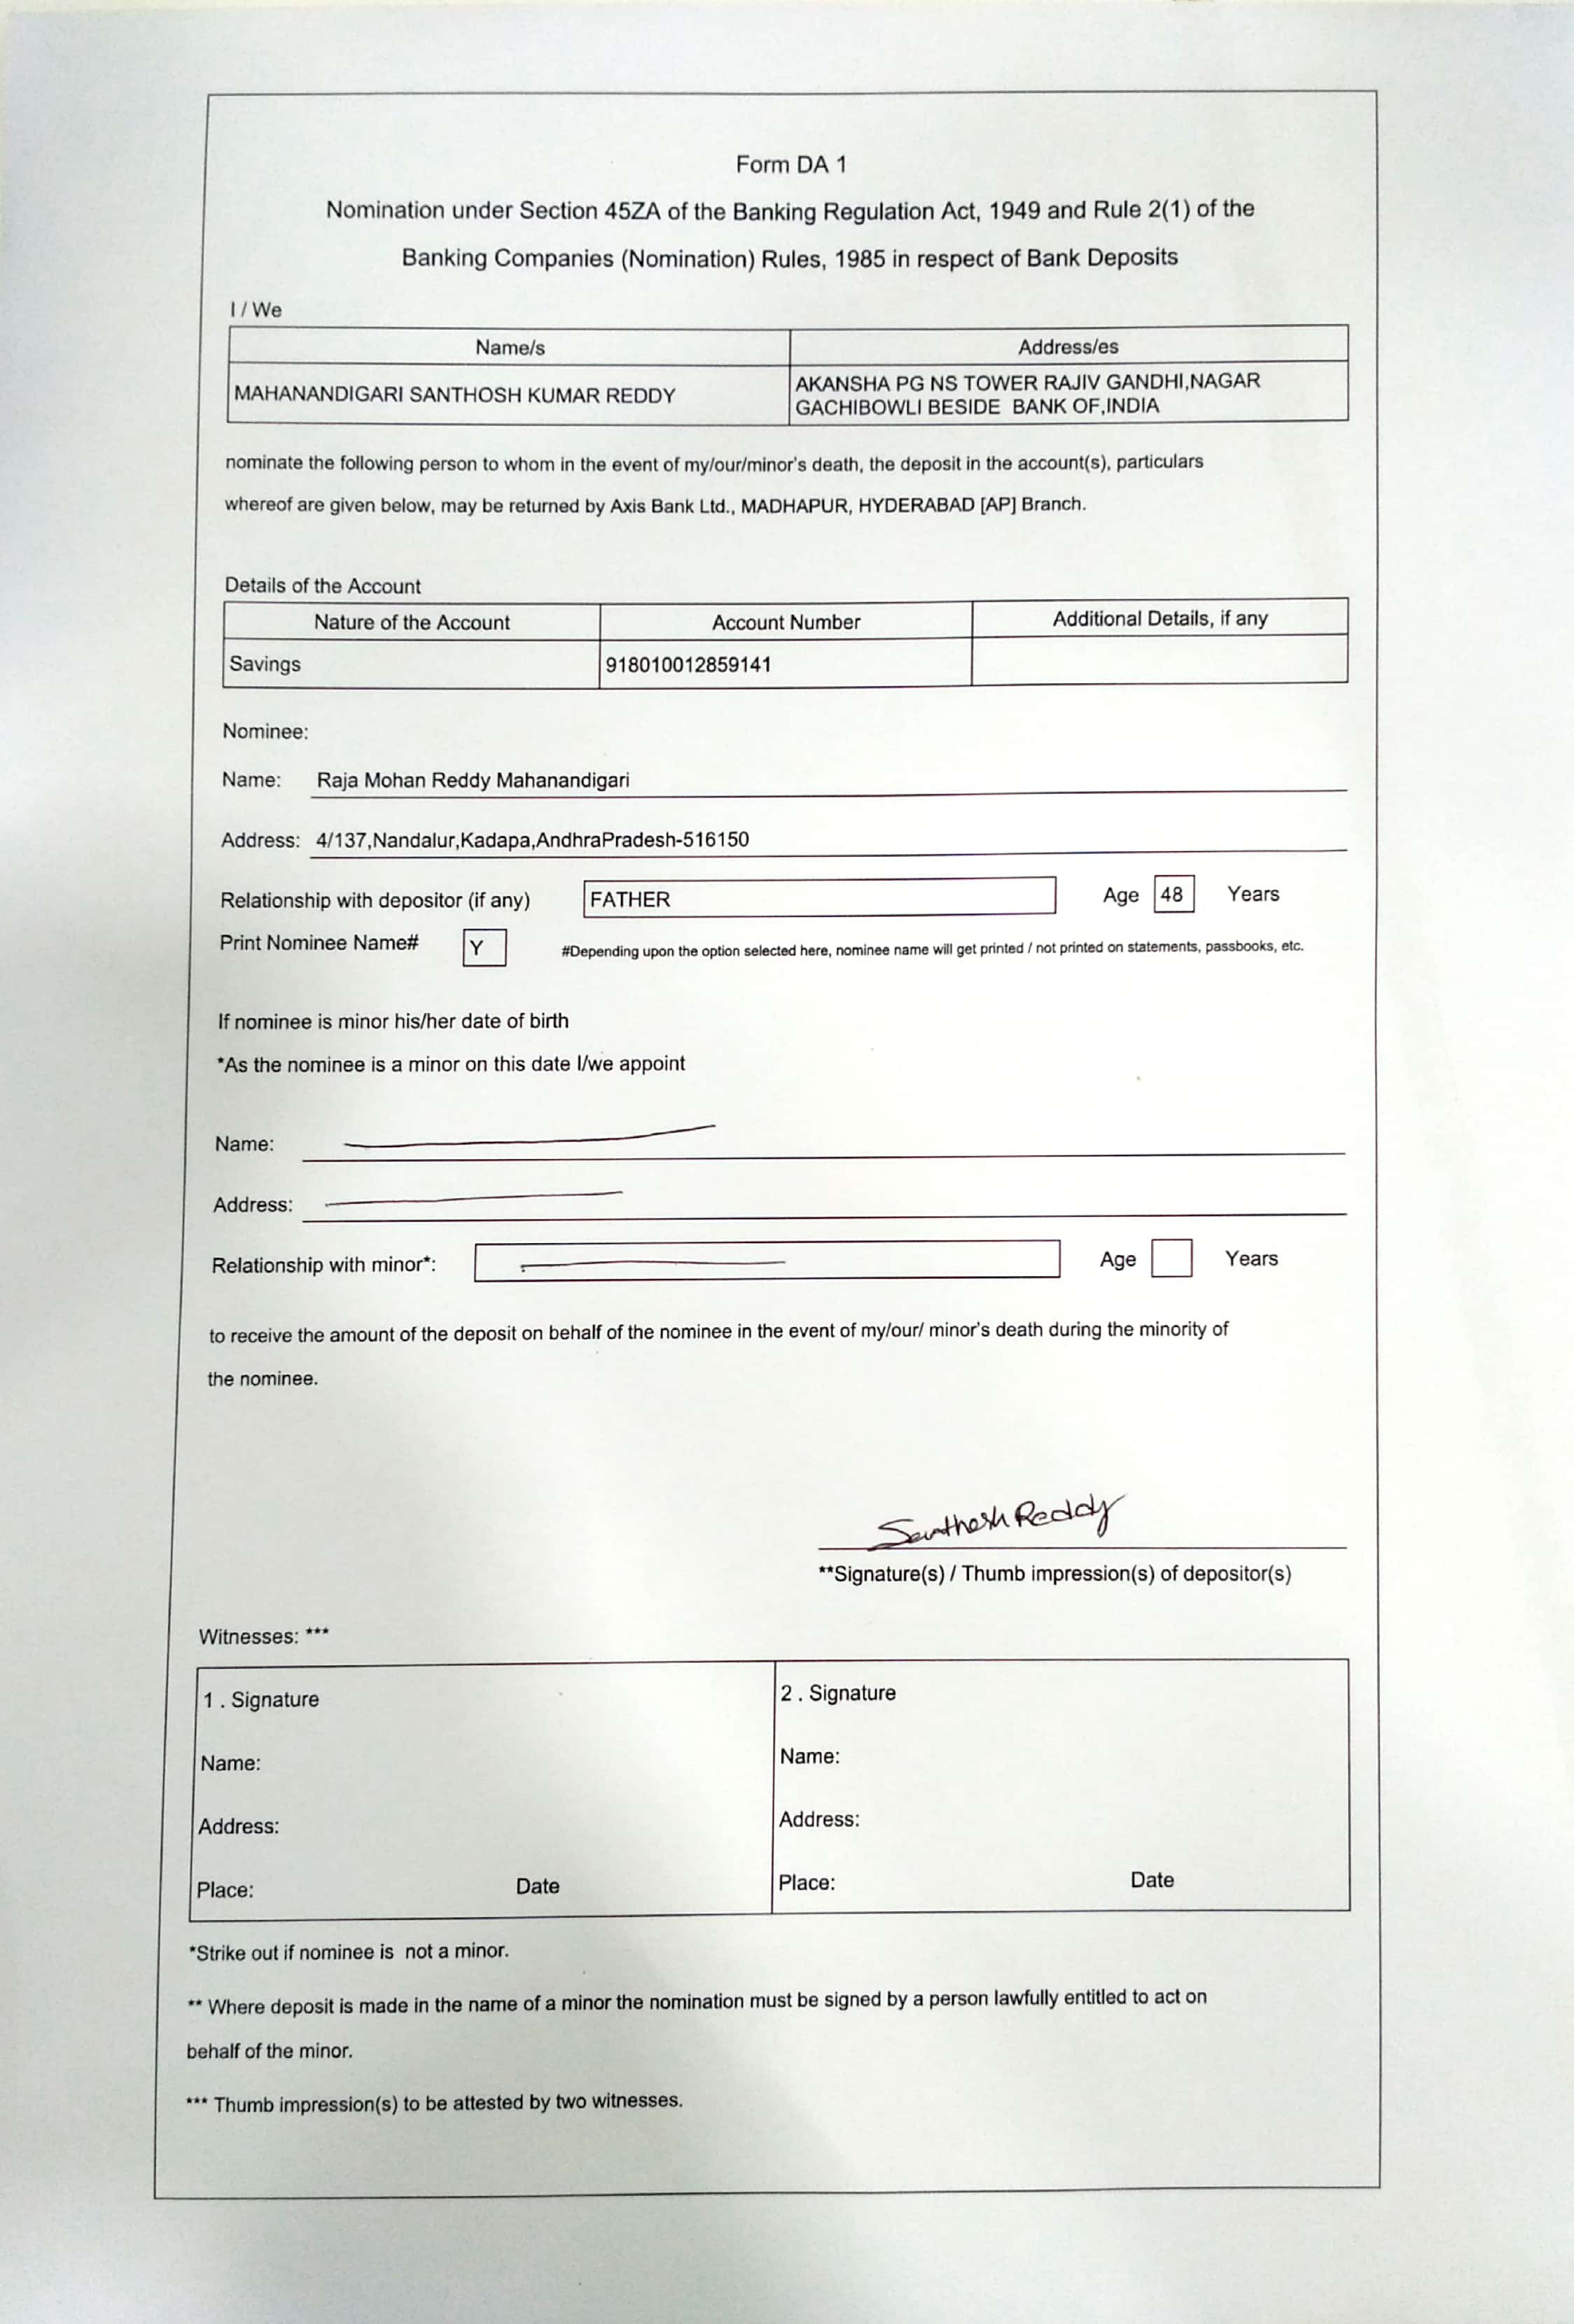 Form DA 1
Nomination under Section 45ZA of the Banking Regulation Act, 1949 and Rule 2(1) of the
Banking Companies (Nomination) Rules, 1985 in respect of Bank Deposits
I / We
Name/s Address/es
MAHANANDIGARI SANTHOSH KUMAR REDDY AKANSHA PG NS TOWER RAJIV GANDHI,NAGAR
GACHIBOWLI BESIDE BANK OF,INDIA
nominate the following person to whom in the event of my/our/minor's death, the deposit in the account(s), particulars
whereof are given below, may be returned by Axis Bank Ltd., MADHAPUR, HYDERABAD [AP] Branch.
Details of the Account
Nature of the Account Account Number Additional Details, if any
Savings 918010012859141
Nominee:
Name: Raja Mohan Reddy Mahanandigari
Address: 4/137,Nandalur,Kadapa,AndhraPradesh-516150
Relationship with depositor (if any) FATHER Age 48 Years
Print Nominee Name# Y #Depending upon the option selected here, nominee name will get printed / not printed on statements, passbooks, etc.
If nominee is minor his/her date of birth
*As the nominee is a minor on this date I/we appoint
Name:
Address:
Relationship with minor*: Age Years
to receive the amount of the deposit on behalf of the nominee in the event of my/our/ minor's death during the minority of
the nominee.
Santhosh Reddy
**Signature(s) / Thumb impression(s) of depositor(s)
Witnesses: ***
1 . Signature 2 . Signature
Name: Name:
Address: Address:
Place: Date Place: Date
*Strike out if nominee is not a minor.
** Where deposit is made in the name of a minor the nomination must be signed by a person lawfully entitled to act on
behalf of the minor.
*** Thumb impression(s) to be attested by two witnesses.